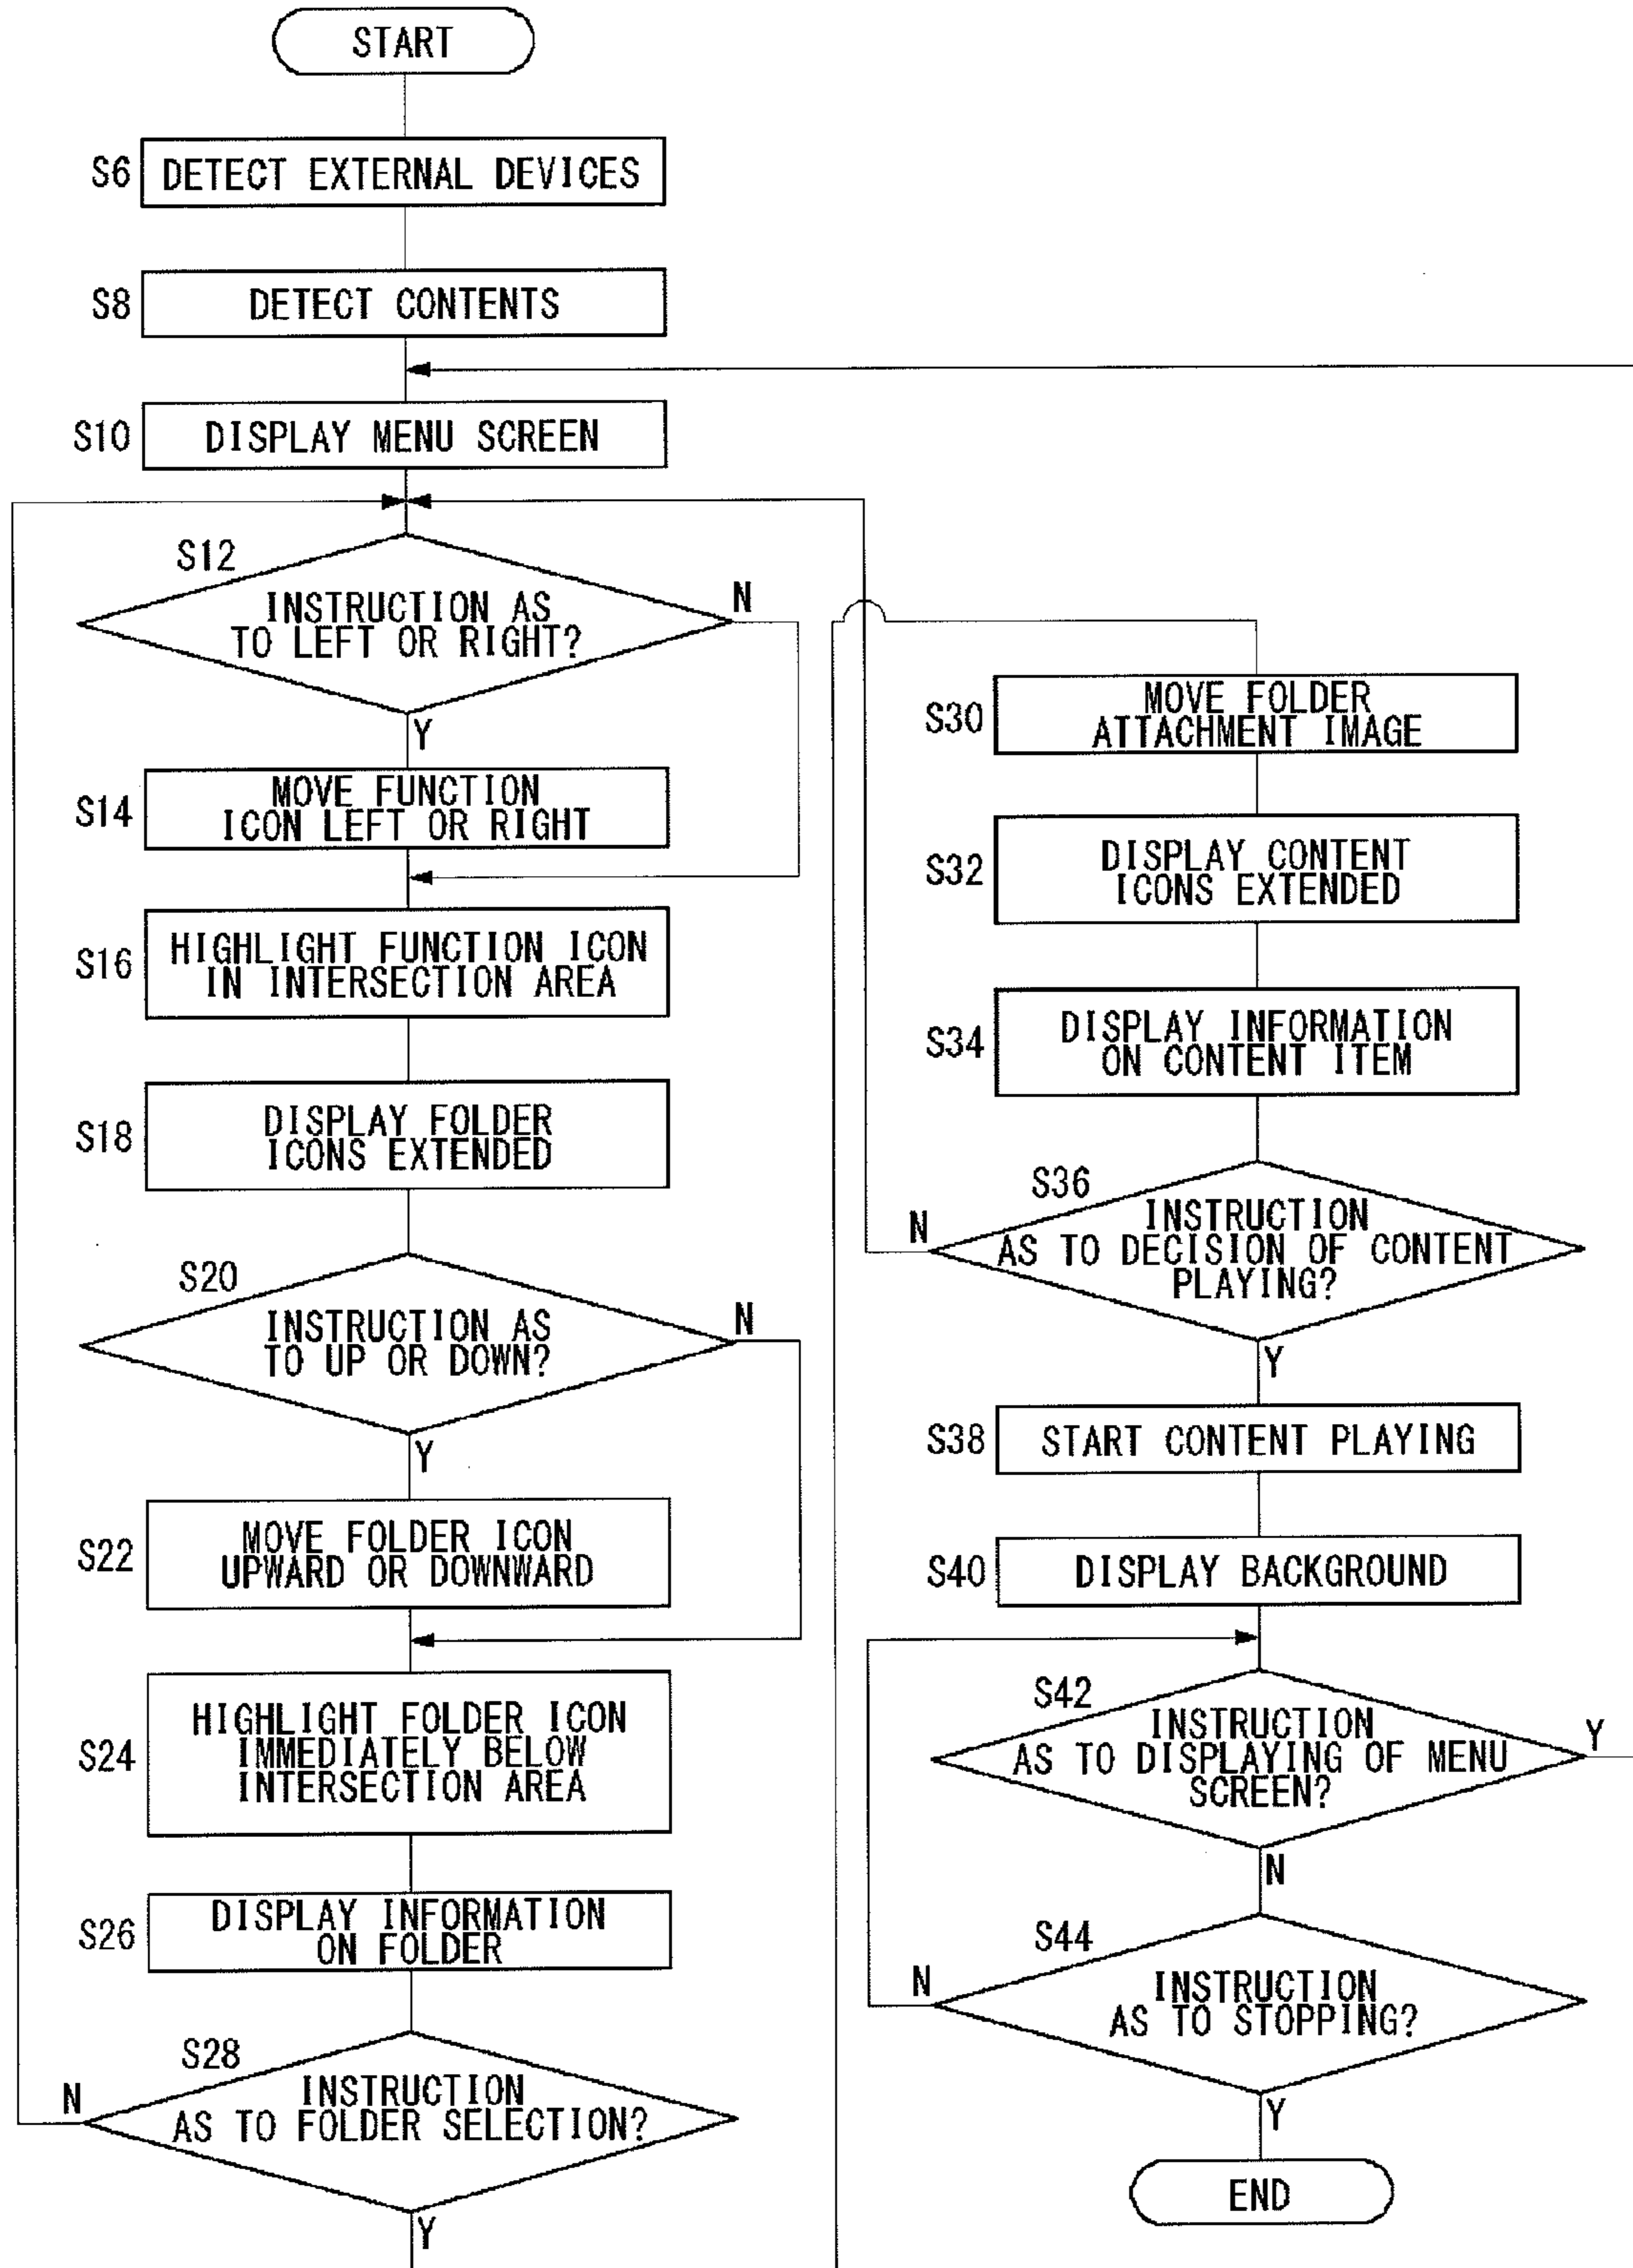 START
S6
DETECT EXTERNAL DEVICES
S8
DETECT CONTENTS
S10
DISPLAY MENU SCREEN
S12
INSTRUCTION AS
TO LEFT OR RIGHT?
N
Y
S14
MOVE FUNCTION
ICON LEFT OR RIGHT
S16
HIGHLIGHT FUNCTION ICON
IN INTERSECTION AREA
S18
DISPLAY FOLDER
ICONS EXTENDED
S20
INSTRUCTION AS
TO UP OR DOWN?
N
Y
S22
MOVE FOLDER ICON
UPWARD OR DOWNWARD
S24
HIGHLIGHT FOLDER ICON
IMMEDIATELY BELOW
INTERSECTION AREA
S26
DISPLAY INFORMATION
ON FOLDER
S28
INSTRUCTION
AS TO FOLDER SELECTION?
N
Y
S30
MOVE FOLDER
ATTACHMENT IMAGE
S32
DISPLAY CONTENT
ICONS EXTENDED
S34
DISPLAY INFORMATION
ON CONTENT ITEM
S36
INSTRUCTION
AS TO DECISION OF CONTENT
PLAYING?
N
Y
S38
START CONTENT PLAYING
S40
DISPLAY BACKGROUND
S42
INSTRUCTION
AS TO DISPLAYING OF MENU
SCREEN?
Y
N
S44
INSTRUCTION
AS TO STOPPING?
N
Y
END